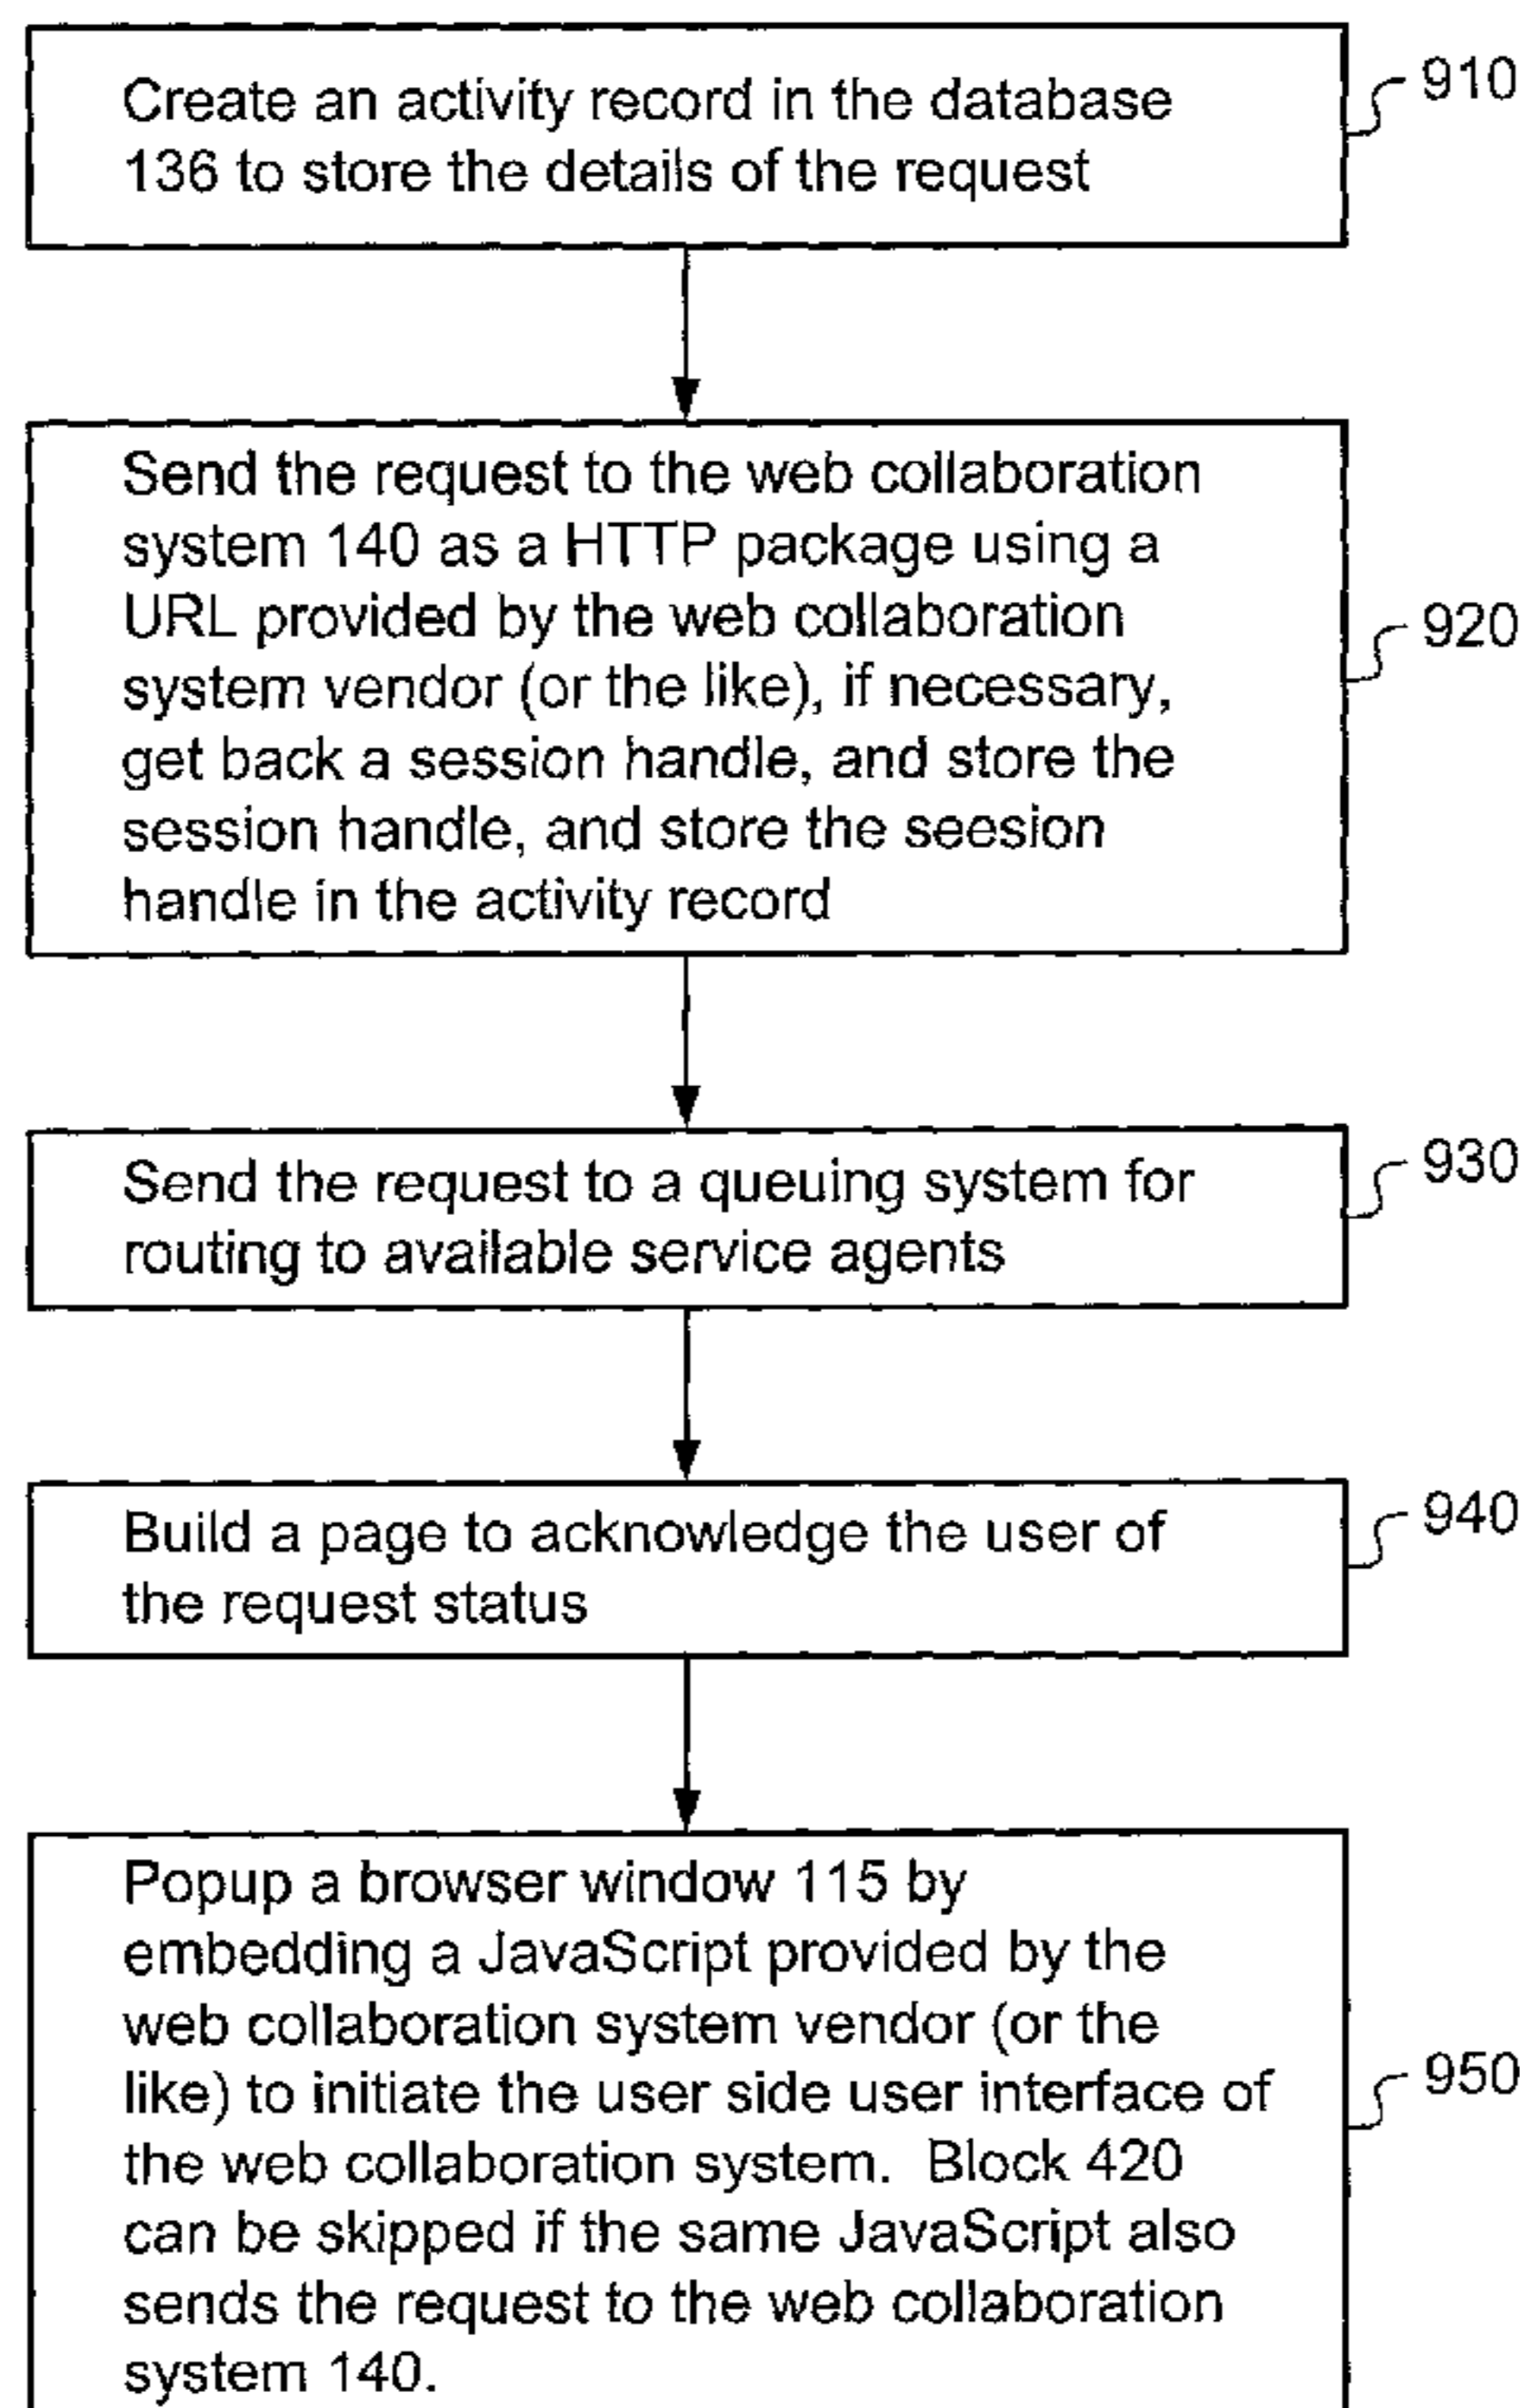 Create an activity record in the database
136 to store the details of the request
910
Send the request to the web collaboration
system 140 as a HTTP package using a
URL provided by the web collaboration
system vendor (or the like), if necessary,
get back a session handle, and store the
session handle, and store the seesion
handle in the activity record
920
Send the request to a queuing system for
routing to available service agents
930
Build a page to acknowledge the user of
the request status
940
Popup a browser window 115 by
embedding a JavaScript provided by the
web collaboration system vendor (or the
like) to initiate the user side user interface of
the web collaboration system.  Block 420
can be skipped if the same JavaScript also
sends the request to the web collaboration
system 140.
950